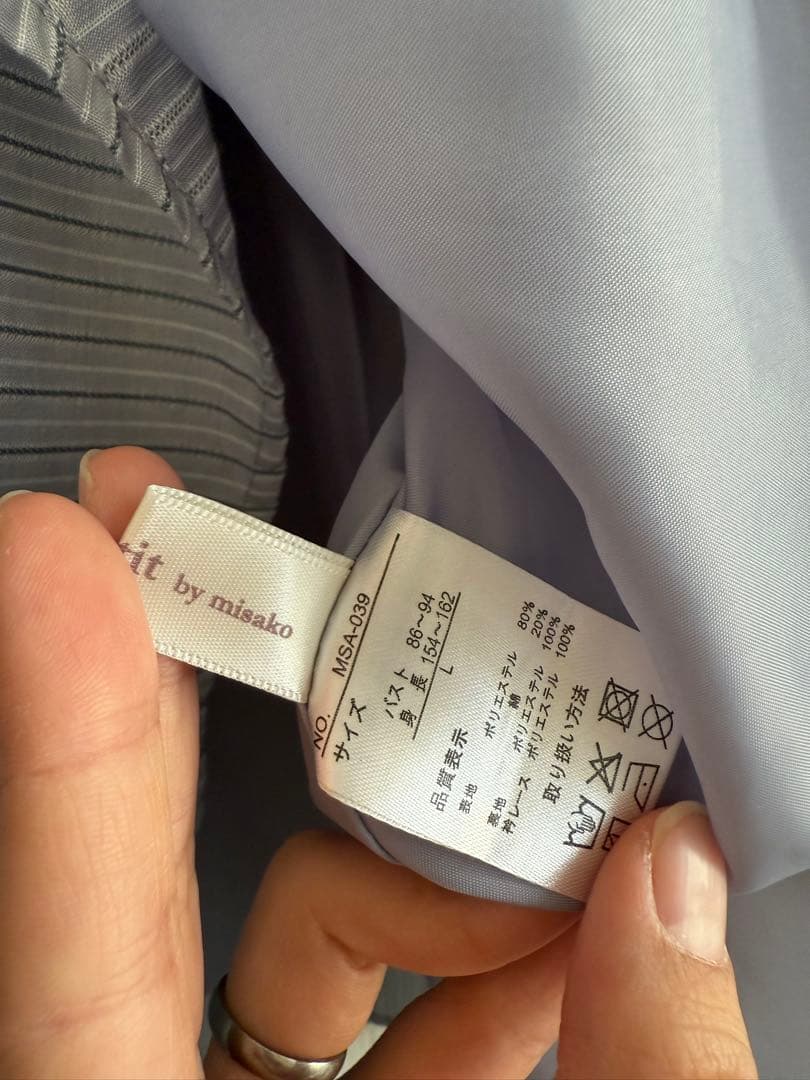 by misako
NO. MSA-039
サイズ
バスト 86～94
身長 154～162
L
品質表示
表地 ポリエステル 80%
綿 20%
裏地 ポリエステル 100%
衿レース ポリエステル 100%
取り扱い方法